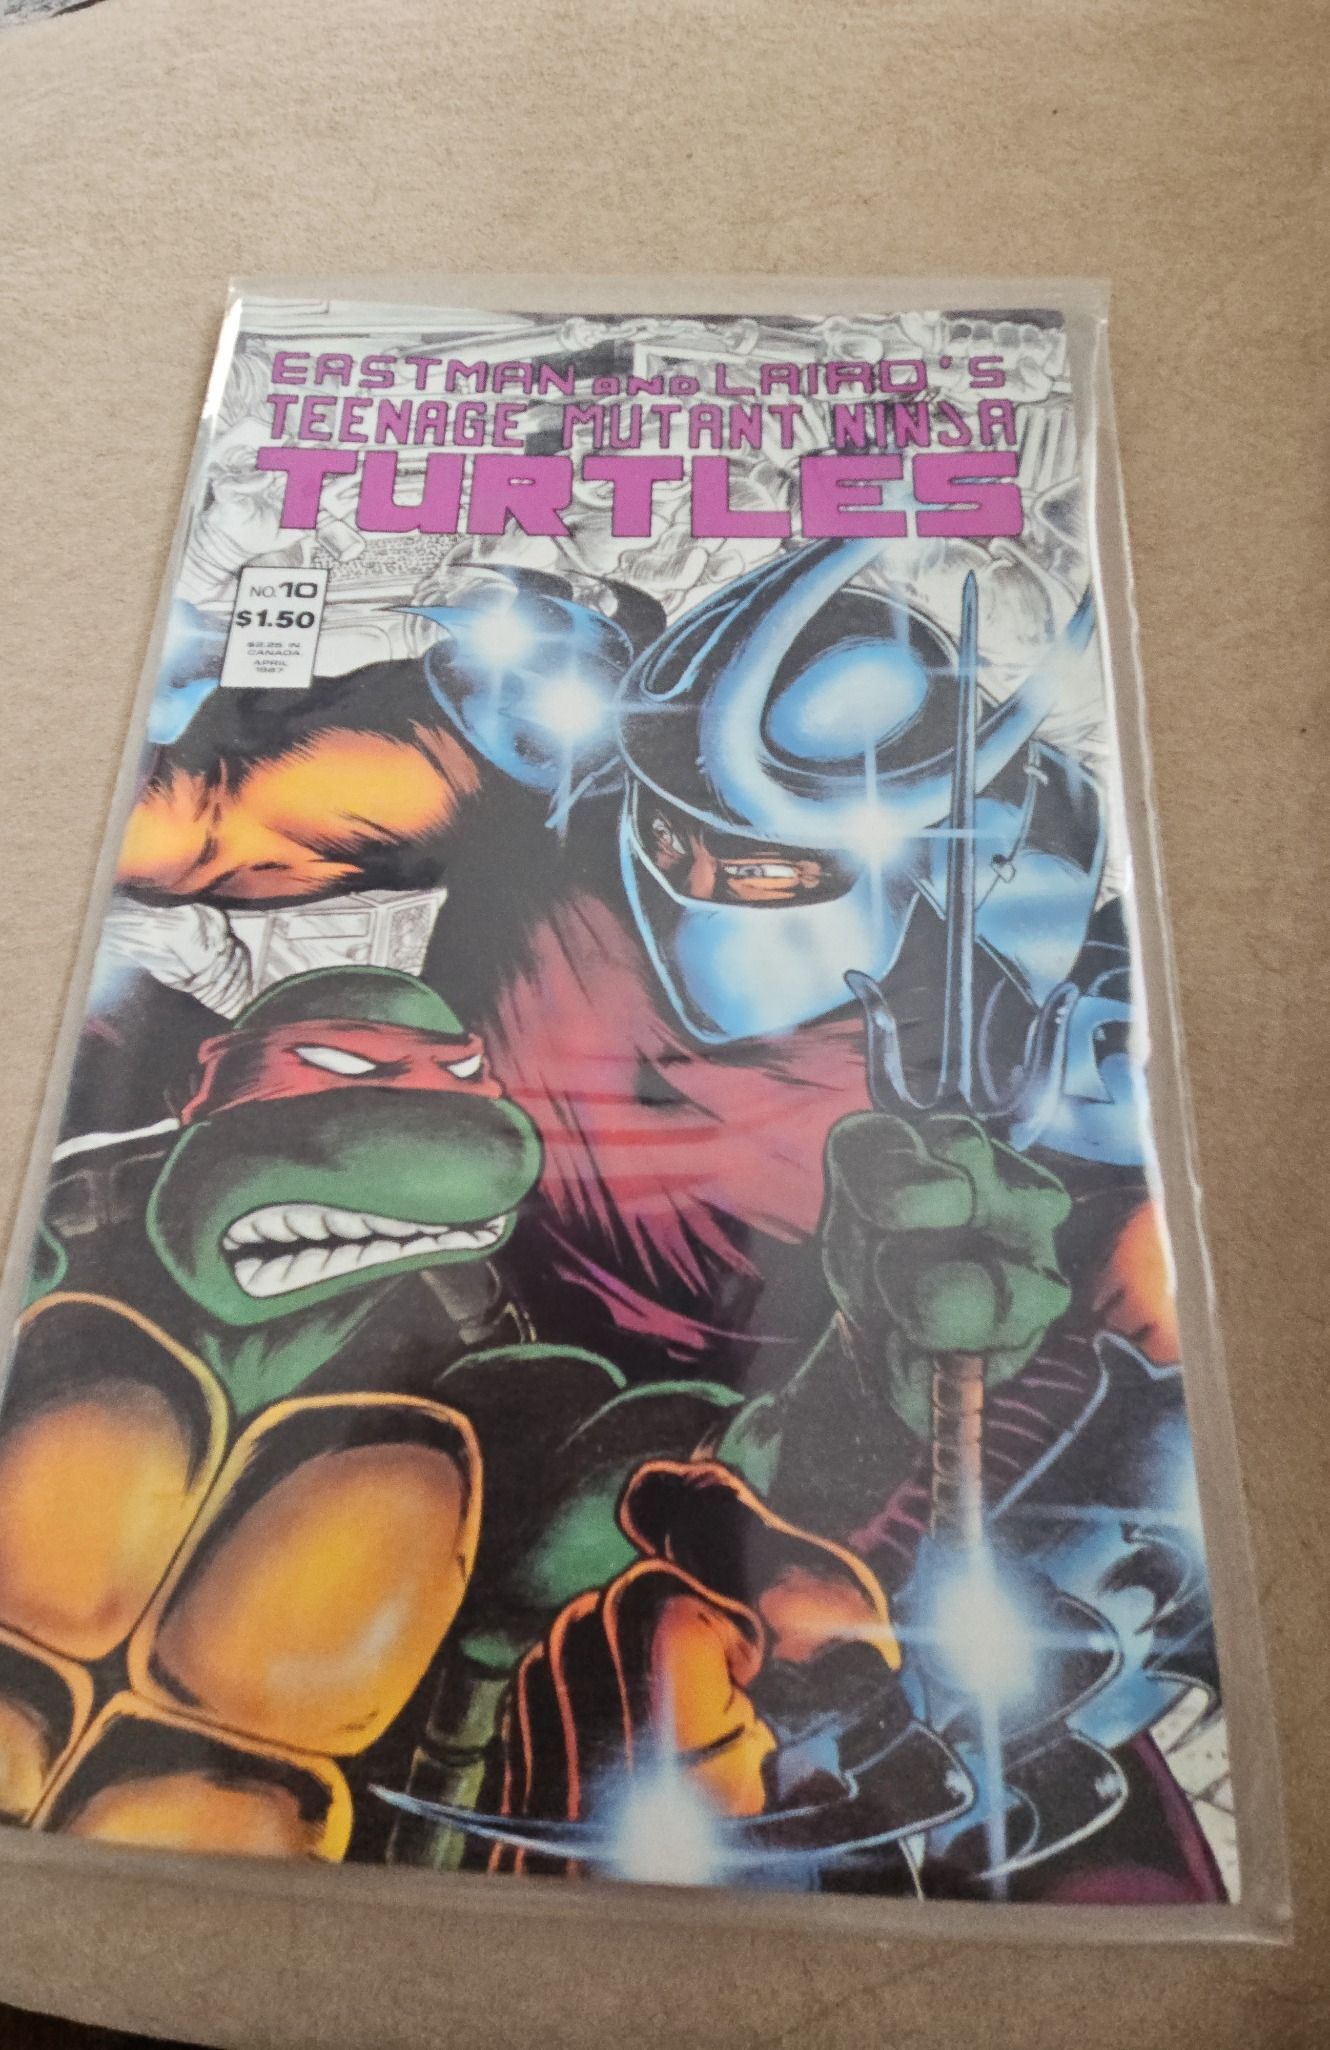 EASTMAN AND LAIRD'S
TEENAGE MUTANT NINJA
TURTLES
NO. 10
$1.50
$2.25 IN
CANADA
APRIL
1987